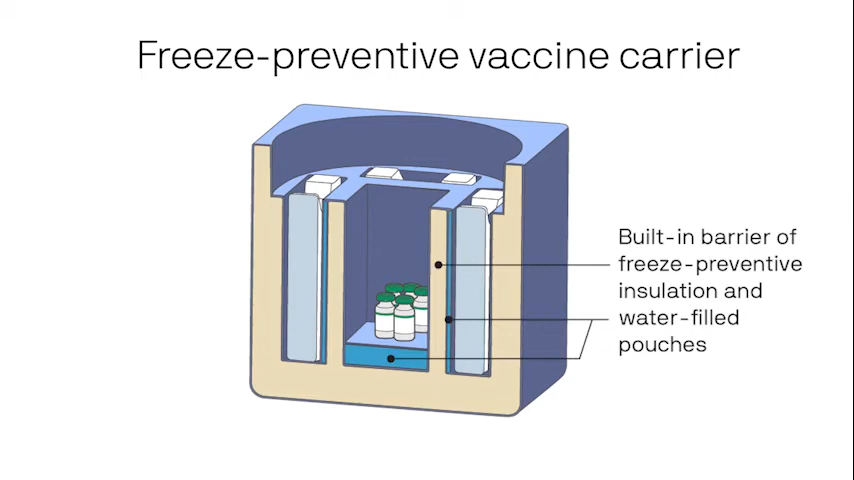 Freeze-preventive vaccine carrier
Built-in barrier of
freeze-preventive
insulation and
water-filled
pouches